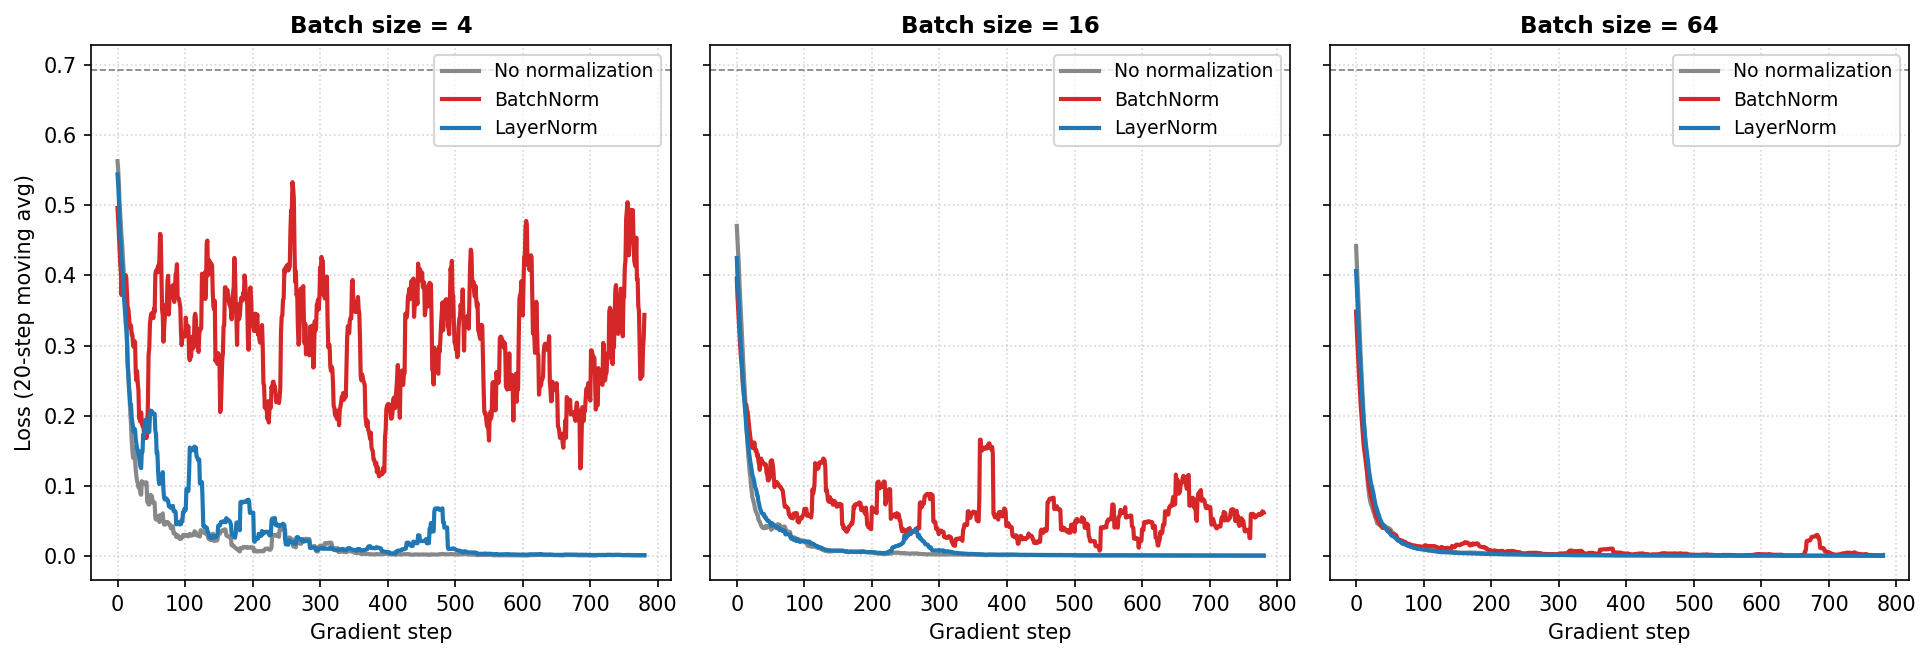 Batch size = 4
Batch size = 16
Batch size = 64
Loss (20-step moving avg)
0.7
0.6
0.5
0.4
0.3
0.2
0.1
0.0
No normalization
BatchNorm
LayerNorm
0 100 200 300 400 500 600 700 800
Gradient step
No normalization
BatchNorm
LayerNorm
0 100 200 300 400 500 600 700 800
Gradient step
No normalization
BatchNorm
LayerNorm
0 100 200 300 400 500 600 700 800
Gradient step